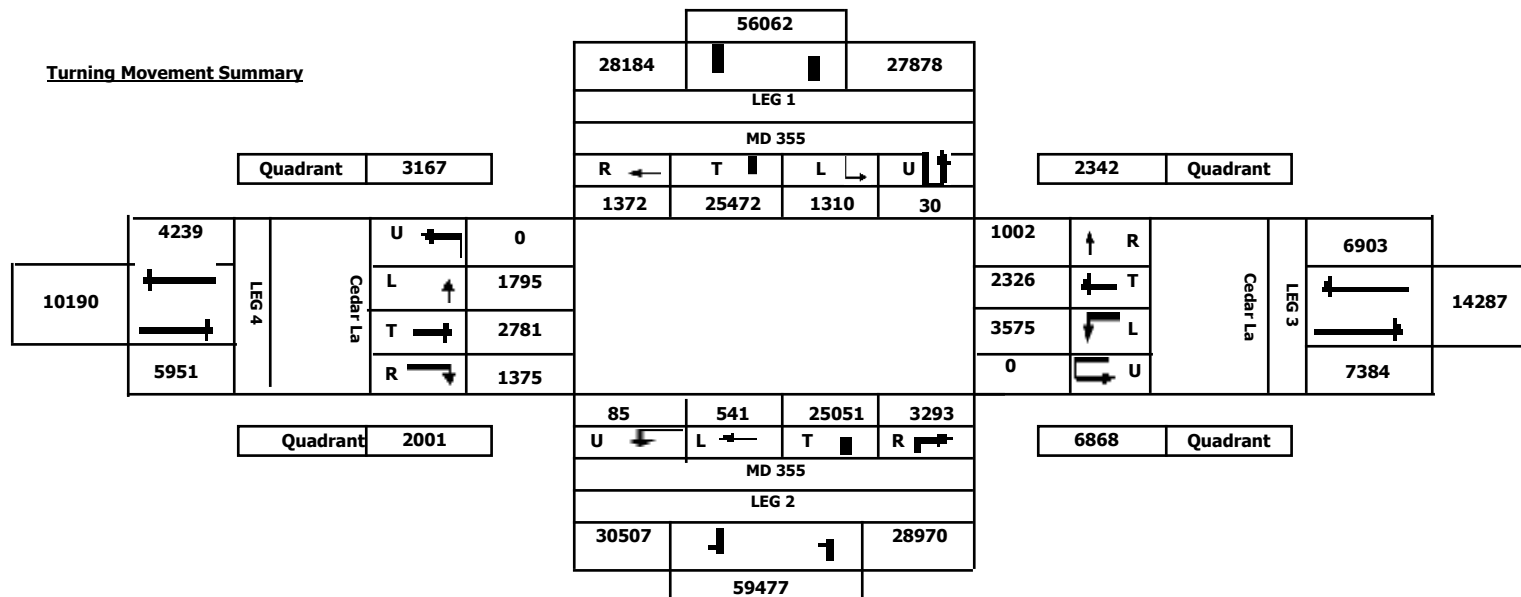 56062
Turning Movement Summary
28184 27878
LEG 1
MD 355
Quadrant 3167
R T L U
2342 Quadrant
1372 25472 1310 30
4239 U 0 1002 R 6903
L 1795 2326 T
10190 LEG 4 Cedar La Cedar La LEG 3 14287
T 2781 3575 L
5951 R 1375 0 U 7384
85 541 25051 3293
Quadrant 2001
U L T R
6868 Quadrant
MD 355
LEG 2
30507 28970
59477